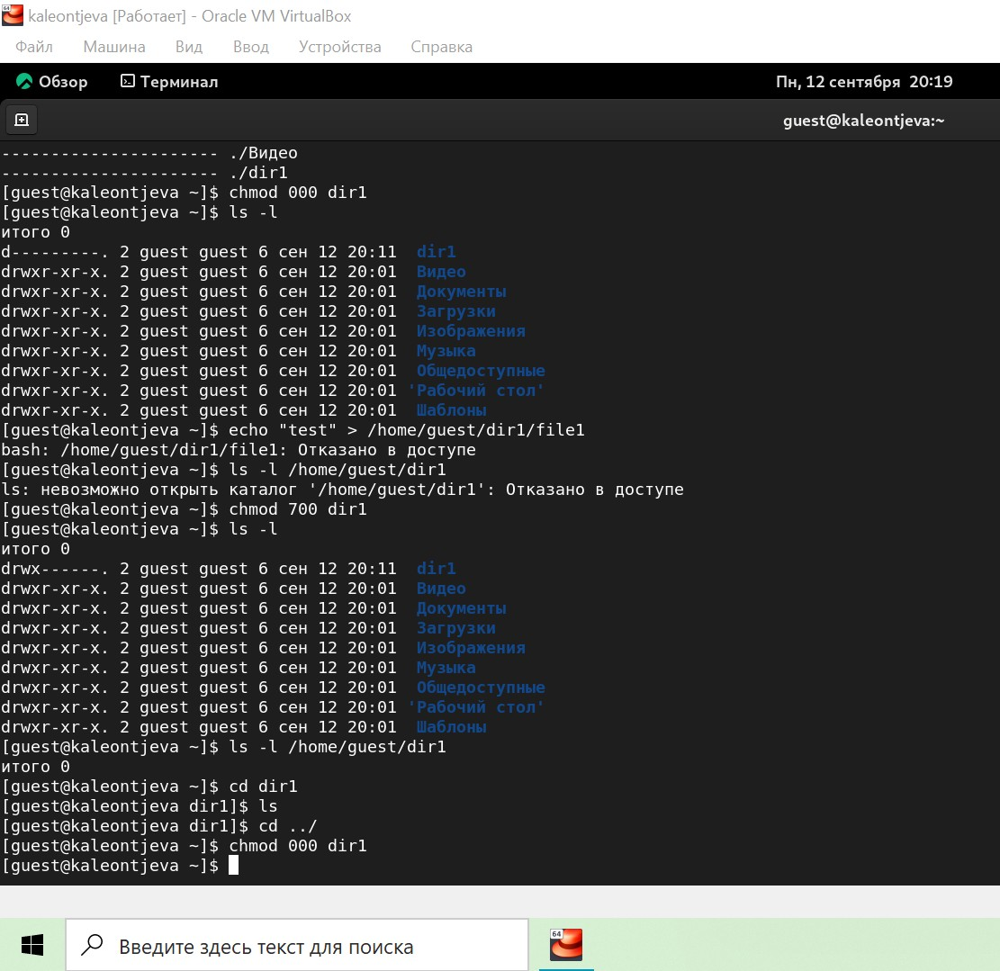 kaleontjeva [Работает] - Oracle VM VirtualBox
Файл Машина Вид Ввод Устройства Справка
Обзор Терминал Пн, 12 сентября 20:19
guest@kaleontjeva:~
---------------------- ./Видео
---------------------- ./dir1
[guest@kaleontjeva ~]$ chmod 000 dir1
[guest@kaleontjeva ~]$ ls -l
итого 0
d---------. 2 guest guest 6 сен 12 20:11  dir1
drwxr-xr-x. 2 guest guest 6 сен 12 20:01  Видео
drwxr-xr-x. 2 guest guest 6 сен 12 20:01  Документы
drwxr-xr-x. 2 guest guest 6 сен 12 20:01  Загрузки
drwxr-xr-x. 2 guest guest 6 сен 12 20:01  Изображения
drwxr-xr-x. 2 guest guest 6 сен 12 20:01  Музыка
drwxr-xr-x. 2 guest guest 6 сен 12 20:01  Общедоступные
drwxr-xr-x. 2 guest guest 6 сен 12 20:01 'Рабочий стол'
drwxr-xr-x. 2 guest guest 6 сен 12 20:01  Шаблоны
[guest@kaleontjeva ~]$ echo "test" > /home/guest/dir1/file1
bash: /home/guest/dir1/file1: Отказано в доступе
[guest@kaleontjeva ~]$ ls -l /home/guest/dir1
ls: невозможно открыть каталог '/home/guest/dir1': Отказано в доступе
[guest@kaleontjeva ~]$ chmod 700 dir1
[guest@kaleontjeva ~]$ ls -l
итого 0
drwx------. 2 guest guest 6 сен 12 20:11  dir1
drwxr-xr-x. 2 guest guest 6 сен 12 20:01  Видео
drwxr-xr-x. 2 guest guest 6 сен 12 20:01  Документы
drwxr-xr-x. 2 guest guest 6 сен 12 20:01  Загрузки
drwxr-xr-x. 2 guest guest 6 сен 12 20:01  Изображения
drwxr-xr-x. 2 guest guest 6 сен 12 20:01  Музыка
drwxr-xr-x. 2 guest guest 6 сен 12 20:01  Общедоступные
drwxr-xr-x. 2 guest guest 6 сен 12 20:01 'Рабочий стол'
drwxr-xr-x. 2 guest guest 6 сен 12 20:01  Шаблоны
[guest@kaleontjeva ~]$ ls -l /home/guest/dir1
итого 0
[guest@kaleontjeva ~]$ cd dir1
[guest@kaleontjeva dir1]$ ls
[guest@kaleontjeva dir1]$ cd ../
[guest@kaleontjeva ~]$ chmod 000 dir1
[guest@kaleontjeva ~]$
Введите здесь текст для поиска
64